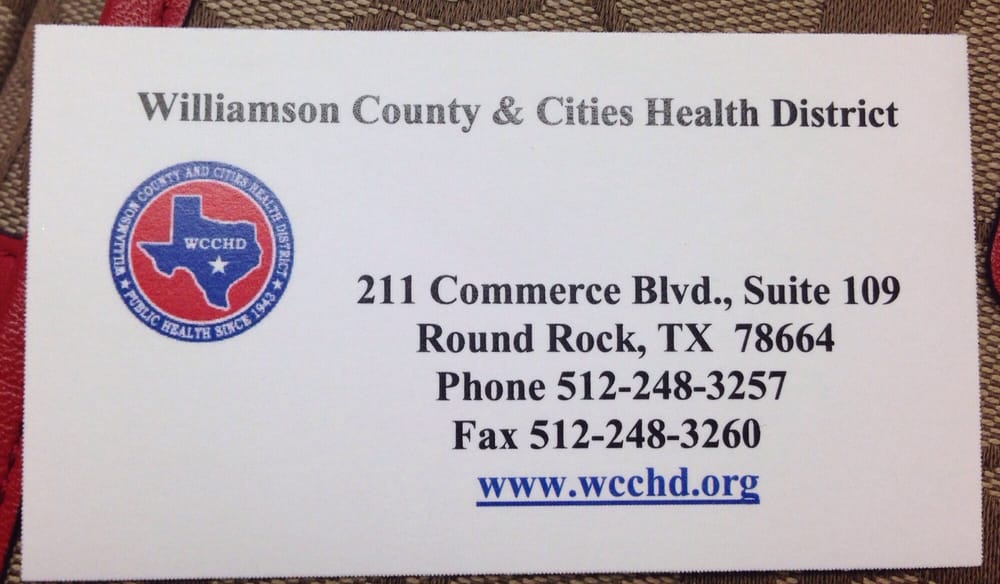 Williamson County & Cities Health District
WILLIAMSON COUNTY AND CITIES HEALTH DISTRICT
WCCHD
★ PUBLIC HEALTH SINCE 1943 ★
211 Commerce Blvd., Suite 109
Round Rock, TX  78664
Phone 512-248-3257
Fax 512-248-3260
www.wcchd.org